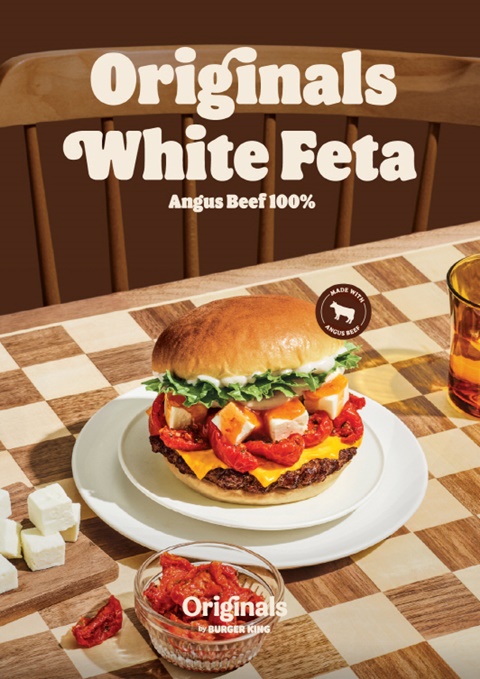 Originals
White Feta
Angus Beef 100%
MADE WITH
ANGUS BEEF
Originals
by BURGER KING